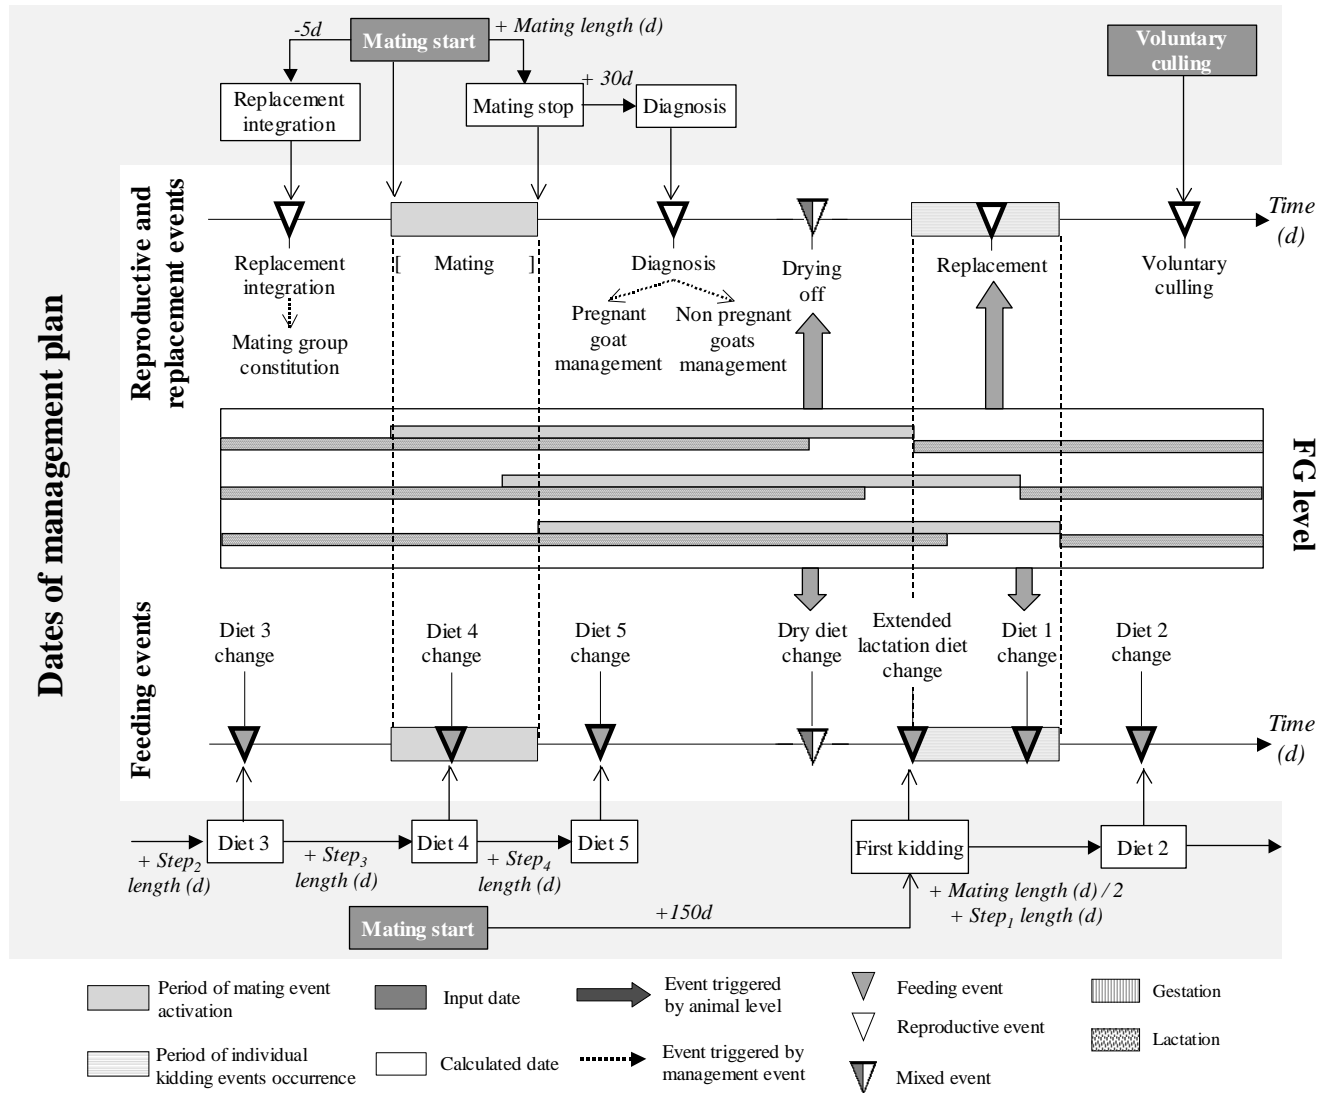 -5d
Mating start
+ Mating length (d)
Voluntary
culling
Replacement
integration
Mating stop
+ 30d
Diagnosis
Dates of management plan
Reproductive and
replacement events
Time
(d)
Replacement
integration
[ Mating ]
Diagnosis
Drying
off
Replacement
Voluntary
culling
Mating group
constitution
Pregnant
goat
management
Non pregnant
goats
management
FG level
Feeding events
Diet 3
change
Diet 4
change
Diet 5
change
Dry diet
change
Extended
lactation diet
change
Diet 1
change
Diet 2
change
Time
(d)
+ Step2
length (d)
Diet 3
+ Step3
length (d)
Diet 4
+ Step4
length (d)
Diet 5
First kidding
Diet 2
+ Mating length (d) / 2
+ Step1 length (d)
Mating start
+150d
Period of mating event
activation
Input date
Event triggered
by animal level
Feeding event
Gestation
Reproductive event
Lactation
Period of individual
kidding events occurrence
Calculated date
Event triggered by
management event
Mixed event